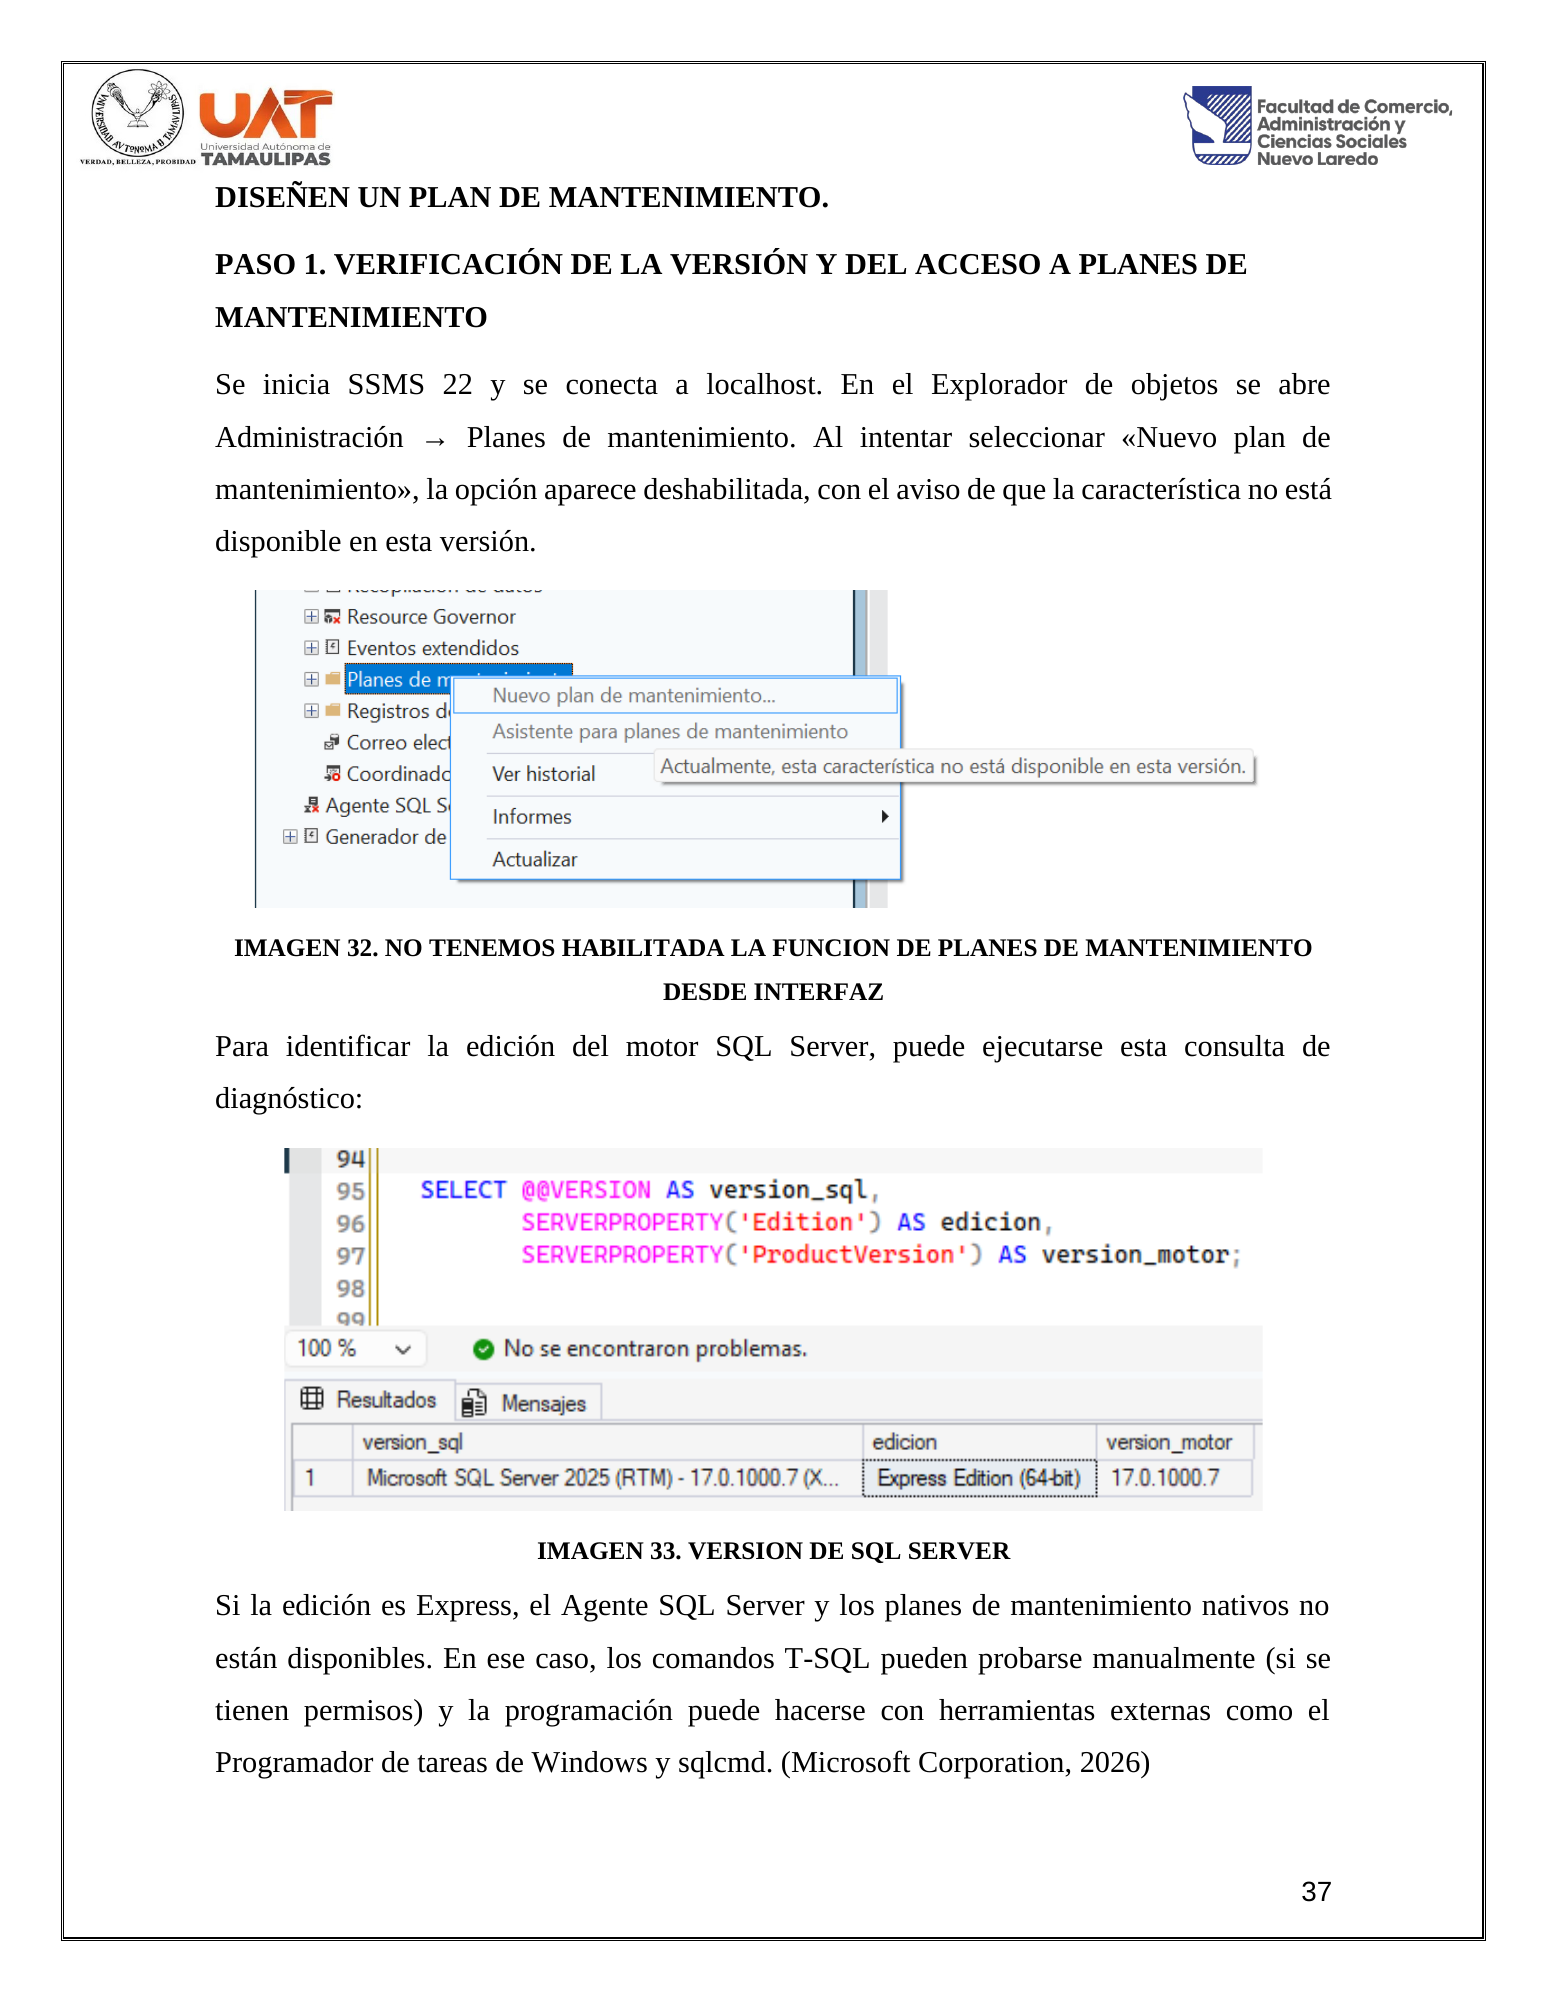 VNIVERSIDAD AVTONOMA D TAMAVLIPAS
VERDAD, BELLEZA, PROBIDAD
UAT
Universidad Autónoma de
TAMAULIPAS
Facultad de Comercio,
Administración y
Ciencias Sociales
Nuevo Laredo
DISEÑEN UN PLAN DE MANTENIMIENTO.
PASO 1. VERIFICACIÓN DE LA VERSIÓN Y DEL ACCESO A PLANES DE
MANTENIMIENTO
Se inicia SSMS 22 y se conecta a localhost. En el Explorador de objetos se abre
Administración → Planes de mantenimiento. Al intentar seleccionar «Nuevo plan de
mantenimiento», la opción aparece deshabilitada, con el aviso de que la característica no está
disponible en esta versión.
Resource Governor
Eventos extendidos
Planes de m
Nuevo plan de mantenimiento...
Registros de
Asistente para planes de mantenimiento
Correo elect
Actualmente, esta característica no está disponible en esta versión.
Coordinado
Ver historial
Agente SQL Se
Informes
Generador de
Actualizar
IMAGEN 32. NO TENEMOS HABILITADA LA FUNCION DE PLANES DE MANTENIMIENTO
DESDE INTERFAZ
Para identificar la edición del motor SQL Server, puede ejecutarse esta consulta de
diagnóstico:
94
95 SELECT @@VERSION AS version_sql,
96 SERVERPROPERTY('Edition') AS edicion,
97 SERVERPROPERTY('ProductVersion') AS version_motor;
98
99
100 % No se encontraron problemas.
Resultados Mensajes
version_sql edicion version_motor
1 Microsoft SQL Server 2025 (RTM) - 17.0.1000.7 (X... Express Edition (64-bit) 17.0.1000.7
IMAGEN 33. VERSION DE SQL SERVER
Si la edición es Express, el Agente SQL Server y los planes de mantenimiento nativos no
están disponibles. En ese caso, los comandos T-SQL pueden probarse manualmente (si se
tienen permisos) y la programación puede hacerse con herramientas externas como el
Programador de tareas de Windows y sqlcmd. (Microsoft Corporation, 2026)
37